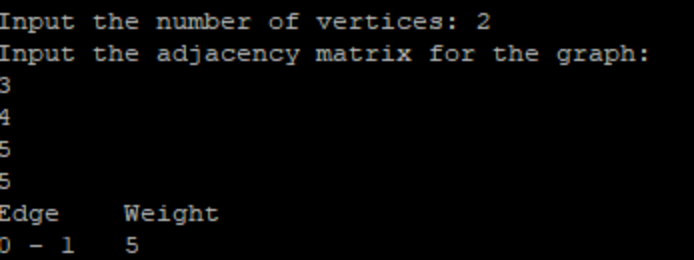 Input the number of vertices: 2
Input the adjacency matrix for the graph:
3
4
5
5
Edge    Weight
0 - 1   5